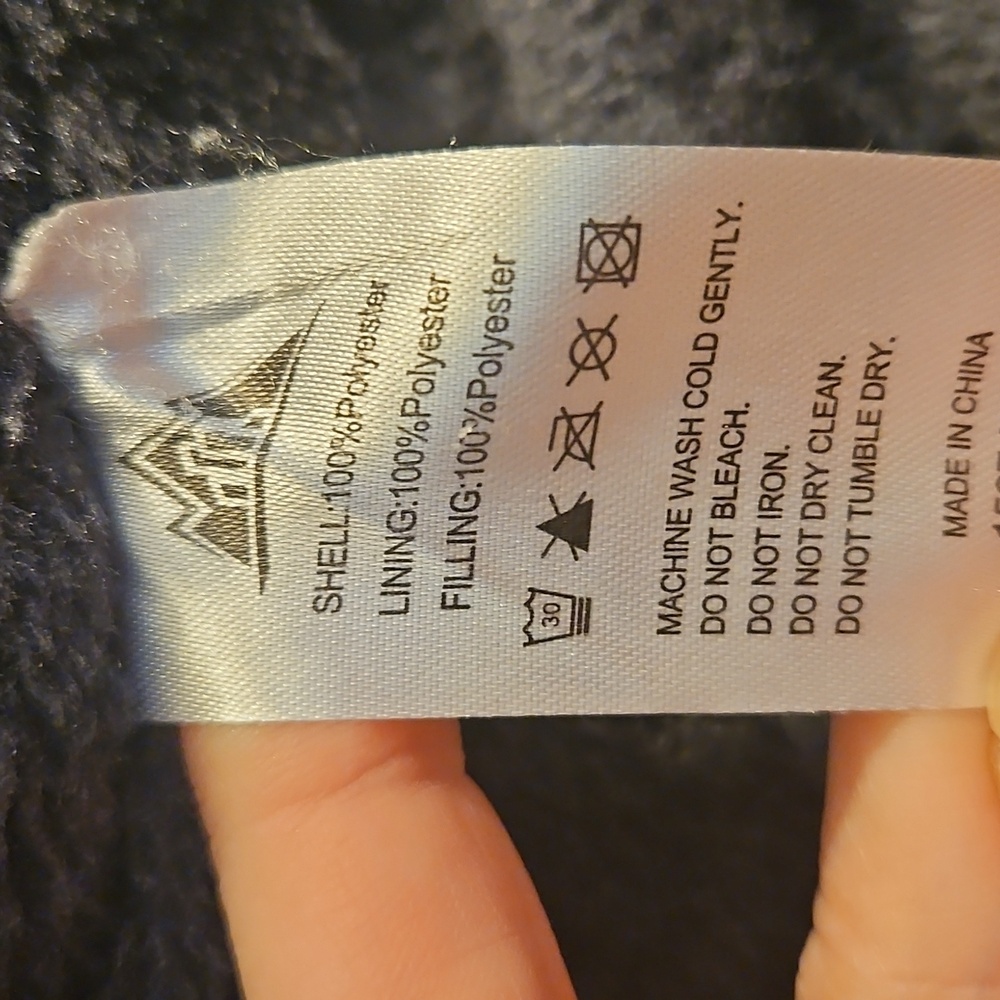 SHELL:100%Polyester
LINING:100%Polyester
FILLING:100%Polyester
30
MACHINE WASH COLD GENTLY.
DO NOT BLEACH.
DO NOT IRON.
DO NOT DRY CLEAN.
DO NOT TUMBLE DRY.
MADE IN CHINA